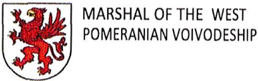 MARSHAL OF THE WEST
POMERANIAN VOIVODESHIP